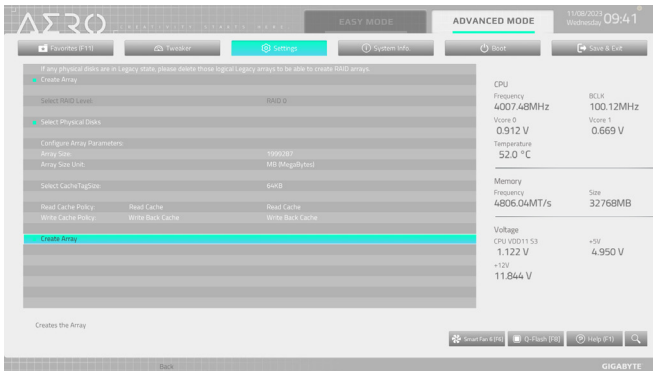 AERO
CREATIVITY STARTS HERE.
EASY MODE
ADVANCED MODE
11/08/2023
Wednesday 09:41
Favorites (F11)
Tweaker
Settings
System Info.
Boot
Save & Exit
If any physical disks are in Legacy state, please delete those logical Legacy arrays to be able to create RAID arrays.
Create Array
Select RAID Level: RAID 0
Select Physical Disks
Configure Array Parameters:
Array Size: 1999787
Array Size Unit: MB (MegaBytes)
Select CacheTagSize: 64KB
Read Cache Policy: Read Cache Read Cache
Write Cache Policy: Write Back Cache Write Back Cache
Create Array
CPU
Frequency BCLK
4007.48MHz 100.12MHz
Vcore 0 Vcore 1
0.912 V 0.669 V
Temperature
52.0 °C
Memory
Frequency Size
4806.04MT/s 32768MB
Voltage
CPU VDD11 S3 +5V
1.122 V 4.950 V
+12V
11.844 V
Creates the Array
Smart Fan 6 (F6)
Q-Flash (F8)
Help (F1)
Back
GIGABYTE